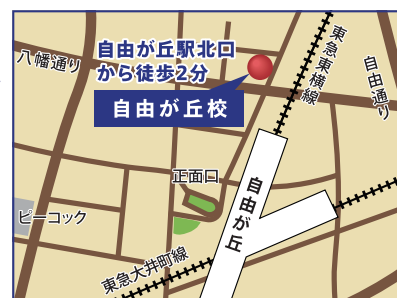 自由が丘駅北口
から徒歩2分
自由が丘校
八幡通り
東急東横線
自由通り
正面口
自由が丘
ピーコック
東急大井町線